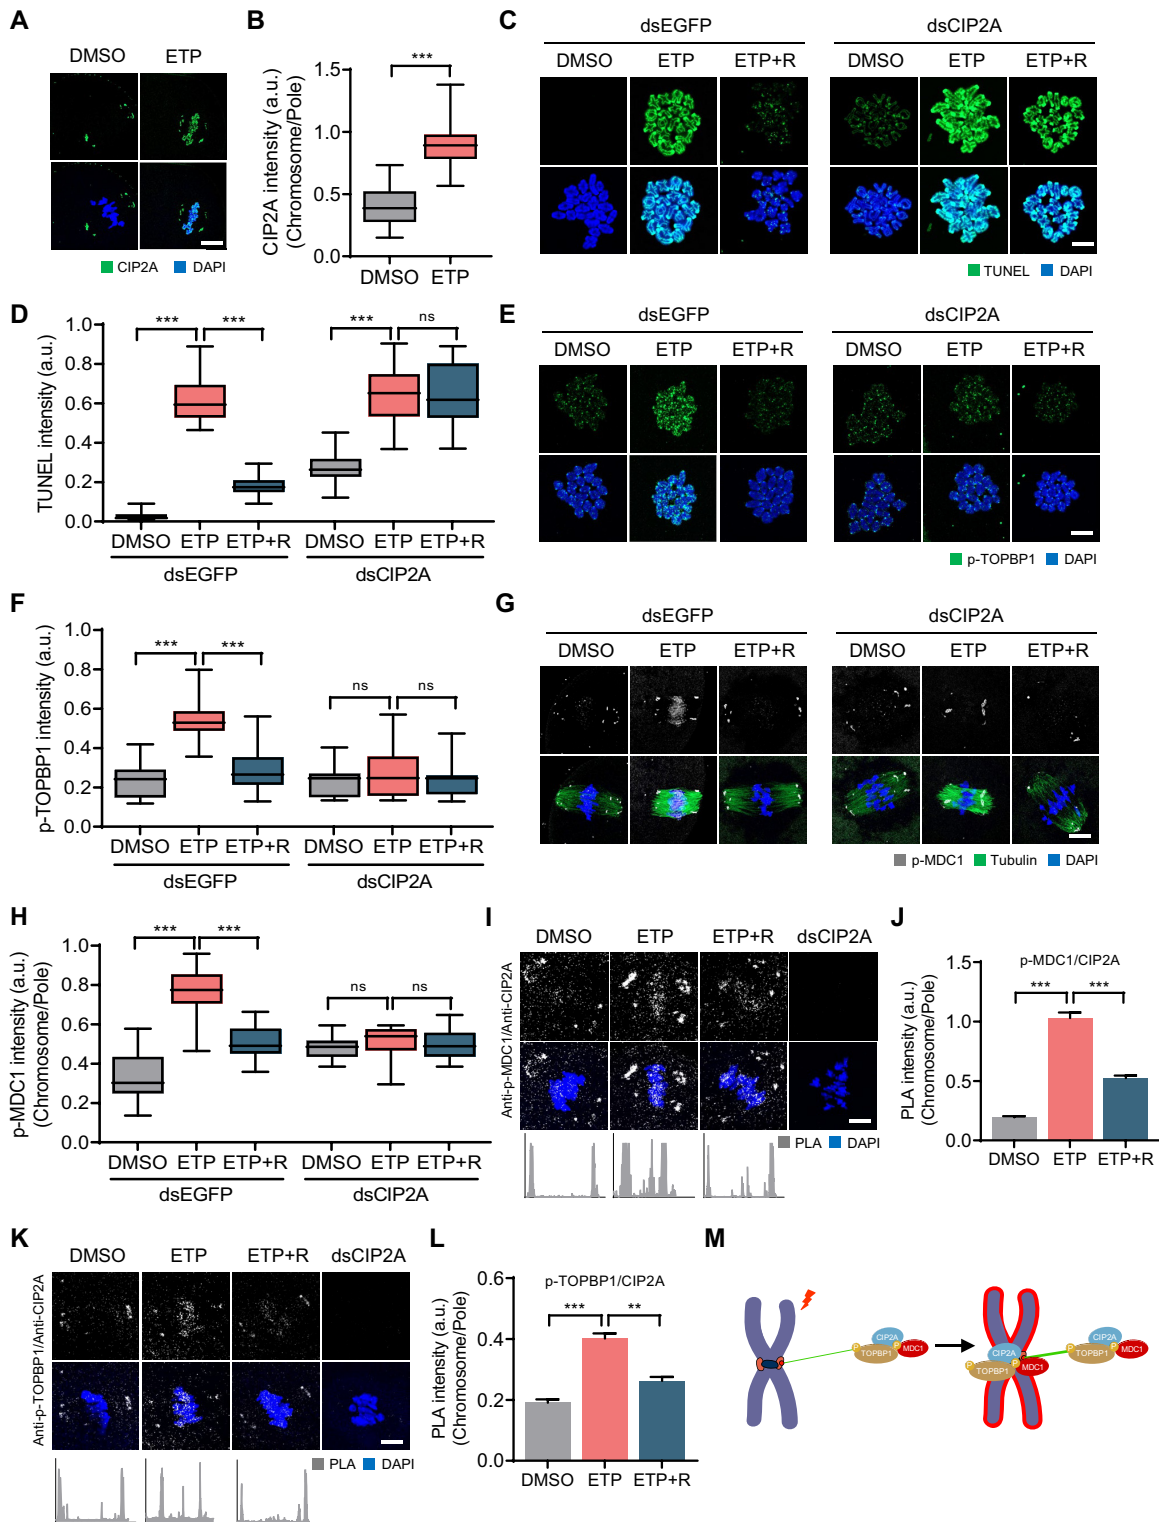 A
DMSO ETP
CIP2A DAPI
B
CIP2A intensity (a.u.)
(Chromosome/Pole)
1.5
1.0
0.5
0.0
***
DMSO ETP
C
dsEGFP dsCIP2A
DMSO ETP ETP+R DMSO ETP ETP+R
TUNEL DAPI
D
TUNEL intensity (a.u.)
1.0
0.8
0.6
0.4
0.2
0.0
*** *** *** ns
DMSO ETP ETP+R DMSO ETP ETP+R
dsEGFP dsCIP2A
E
dsEGFP dsCIP2A
DMSO ETP ETP+R DMSO ETP ETP+R
p-TOPBP1 DAPI
F
p-TOPBP1 intensity (a.u.)
1.0
0.8
0.6
0.4
0.2
0.0
*** *** ns ns
DMSO ETP ETP+R DMSO ETP ETP+R
dsEGFP dsCIP2A
G
dsEGFP dsCIP2A
DMSO ETP ETP+R DMSO ETP ETP+R
p-MDC1 Tubulin DAPI
H
p-MDC1 intensity (a.u.)
(Chromosome/Pole)
1.0
0.8
0.6
0.4
0.2
0.0
*** *** ns ns
DMSO ETP ETP+R DMSO ETP ETP+R
dsEGFP dsCIP2A
I
DMSO ETP ETP+R dsCIP2A
Anti-p-MDC1/Anti-CIP2A
PLA DAPI
J
p-MDC1/CIP2A
PLA intensity (a.u.)
(Chromosome/Pole)
1.5
1.0
0.5
0.0
*** ***
DMSO ETP ETP+R
K
DMSO ETP ETP+R dsCIP2A
Anti-p-TOPBP1/Anti-CIP2A
PLA DAPI
L
p-TOPBP1/CIP2A
PLA intensity (a.u.)
(Chromosome/Pole)
0.6
0.4
0.2
0.0
*** **
DMSO ETP ETP+R
M
CIP2A
P TOPBP1 P MDC1
CIP2A
P TOPBP1 P MDC1
CIP2A
P TOPBP1 P MDC1